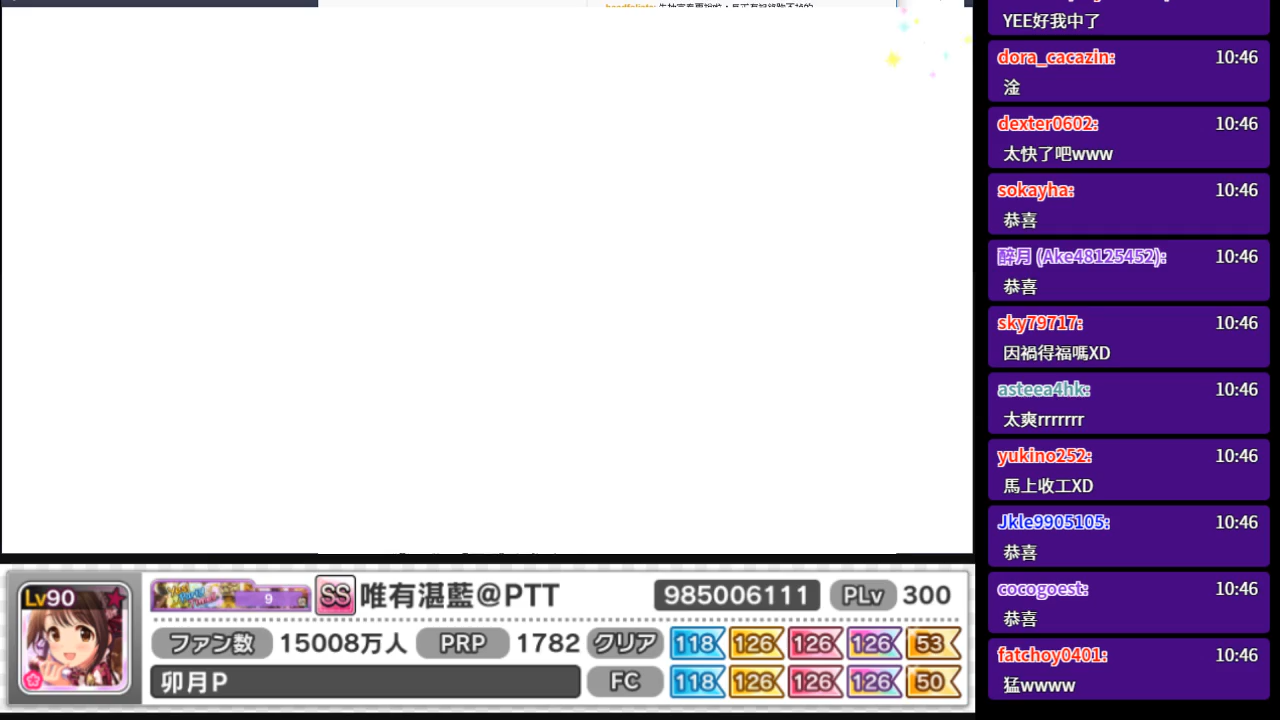 YEE好我中了
dora_cacazin: 10:46
淦
dexter0602: 10:46
太快了吧www
sokayha: 10:46
恭喜
醉月 (Ake48125452): 10:46
恭喜
sky79717: 10:46
因禍得福嗎XD
asteea4hk: 10:46
太爽rrrrrrr
yukino252: 10:46
馬上收工XD
Jkle9905105: 10:46
恭喜
cocogoest: 10:46
恭喜
fatchoy0401: 10:46
猛wwww
Lv90
9 SS 唯有湛藍@PTT 985006111 PLv 300
ファン数 15008万人 PRP 1782 クリア 118 126 126 126 53
卯月P FC 118 126 126 126 50